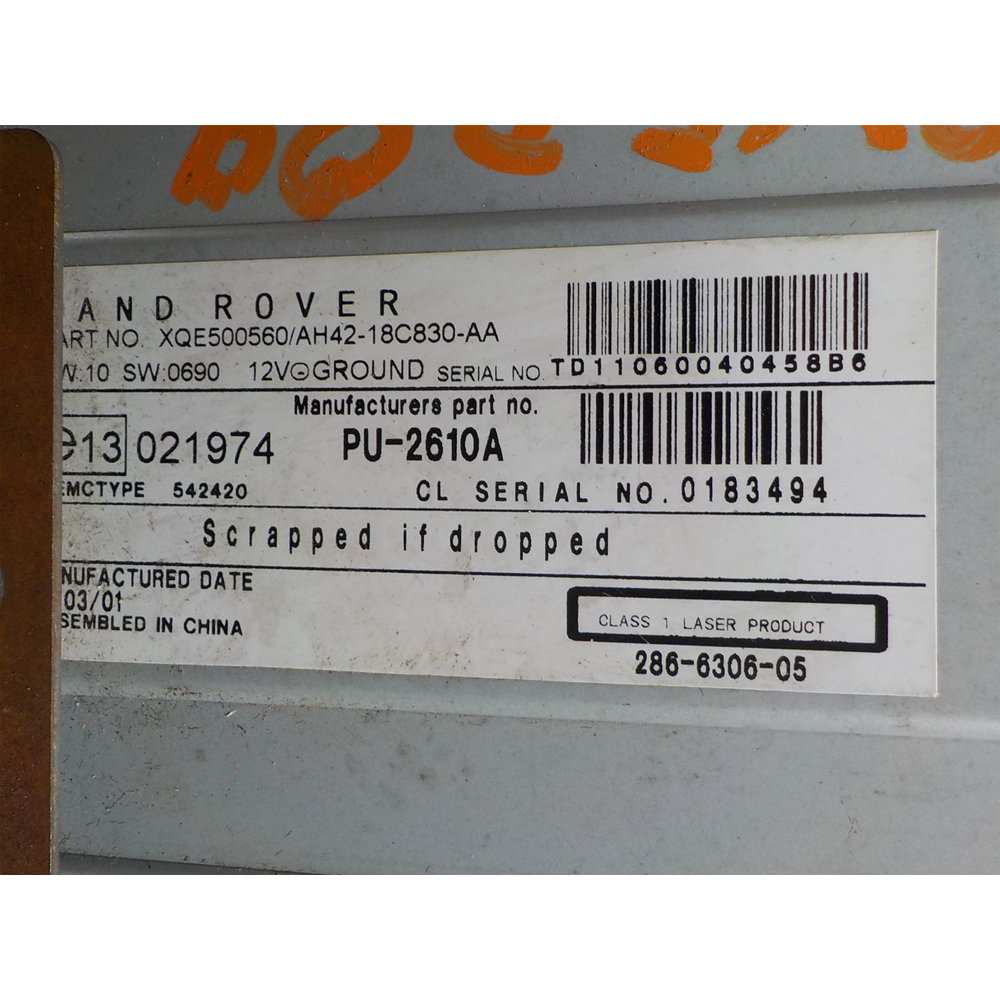 AND ROVER
ART NO. XQE500560/AH42-18C830-AA
W:10 SW:0690 12V⊝GROUND SERIAL NO. TD11060040458B6
Manufacturers part no.
e13 021974 PU-2610A
EMCTYPE 542420 CL SERIAL NO. 0183494
Scrapped if dropped
NUFACTURED DATE
03/01
SEMBLED IN CHINA
CLASS 1 LASER PRODUCT
286-6306-05